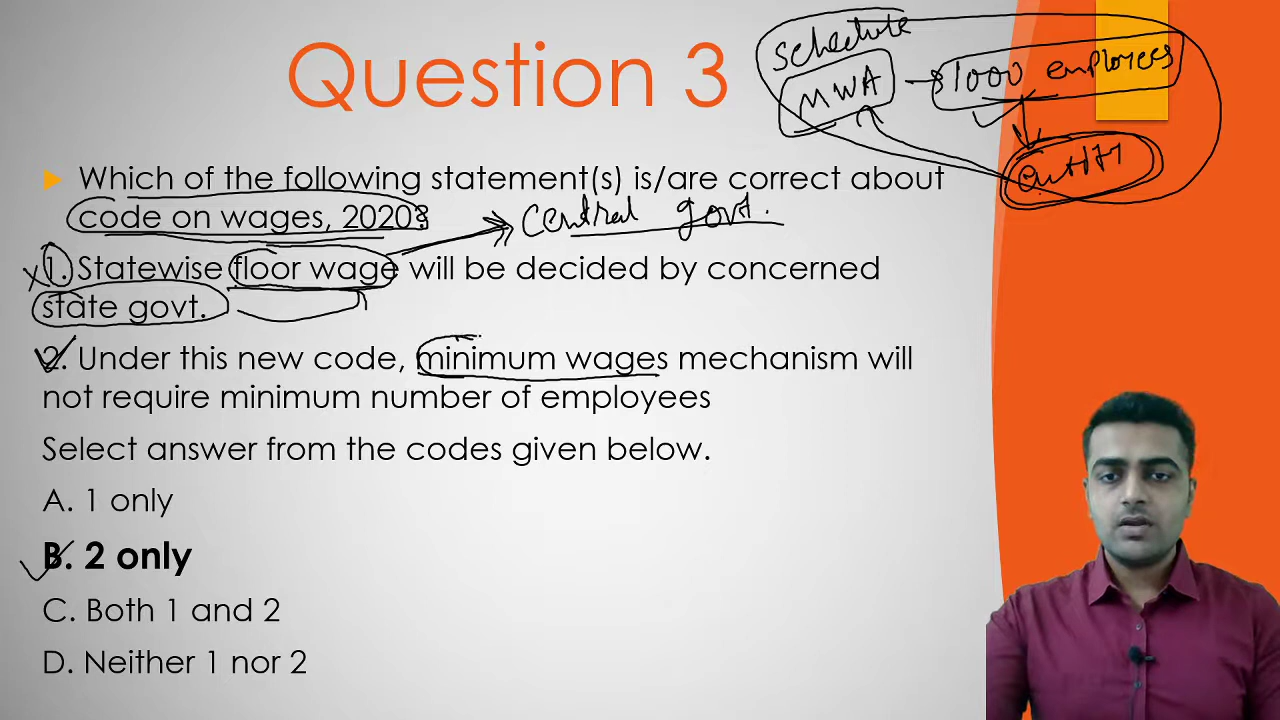 Question 3
schedule
MWA → 1000 employees
Which of the following statement(s) is/are correct about
code on wages, 2020?
central govt.
1. Statewise floor wage will be decided by concerned
state govt.
2. Under this new code, minimum wages mechanism will
not require minimum number of employees
Select answer from the codes given below.
A. 1 only
B. 2 only
C. Both 1 and 2
D. Neither 1 nor 2